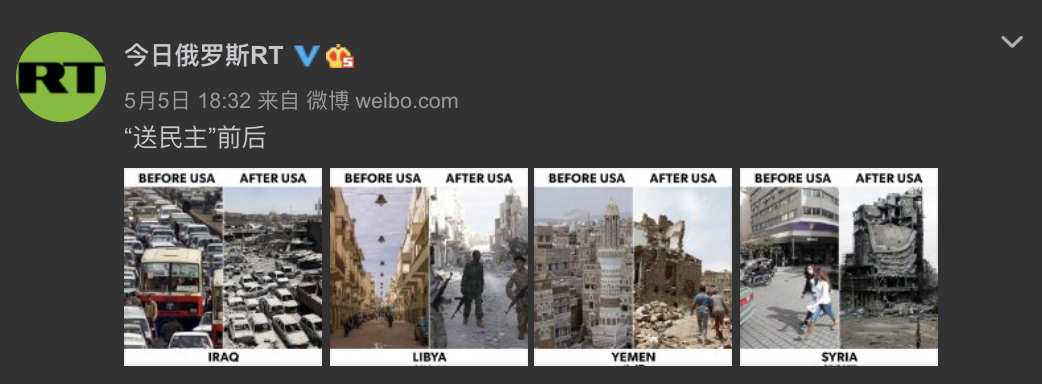 RT
今日俄罗斯RT
5月5日 18:32 来自 微博 weibo.com
“送民主”前后
BEFORE USA AFTER USA
IRAQ
BEFORE USA AFTER USA
LIBYA
BEFORE USA AFTER USA
YEMEN
BEFORE USA AFTER USA
SYRIA